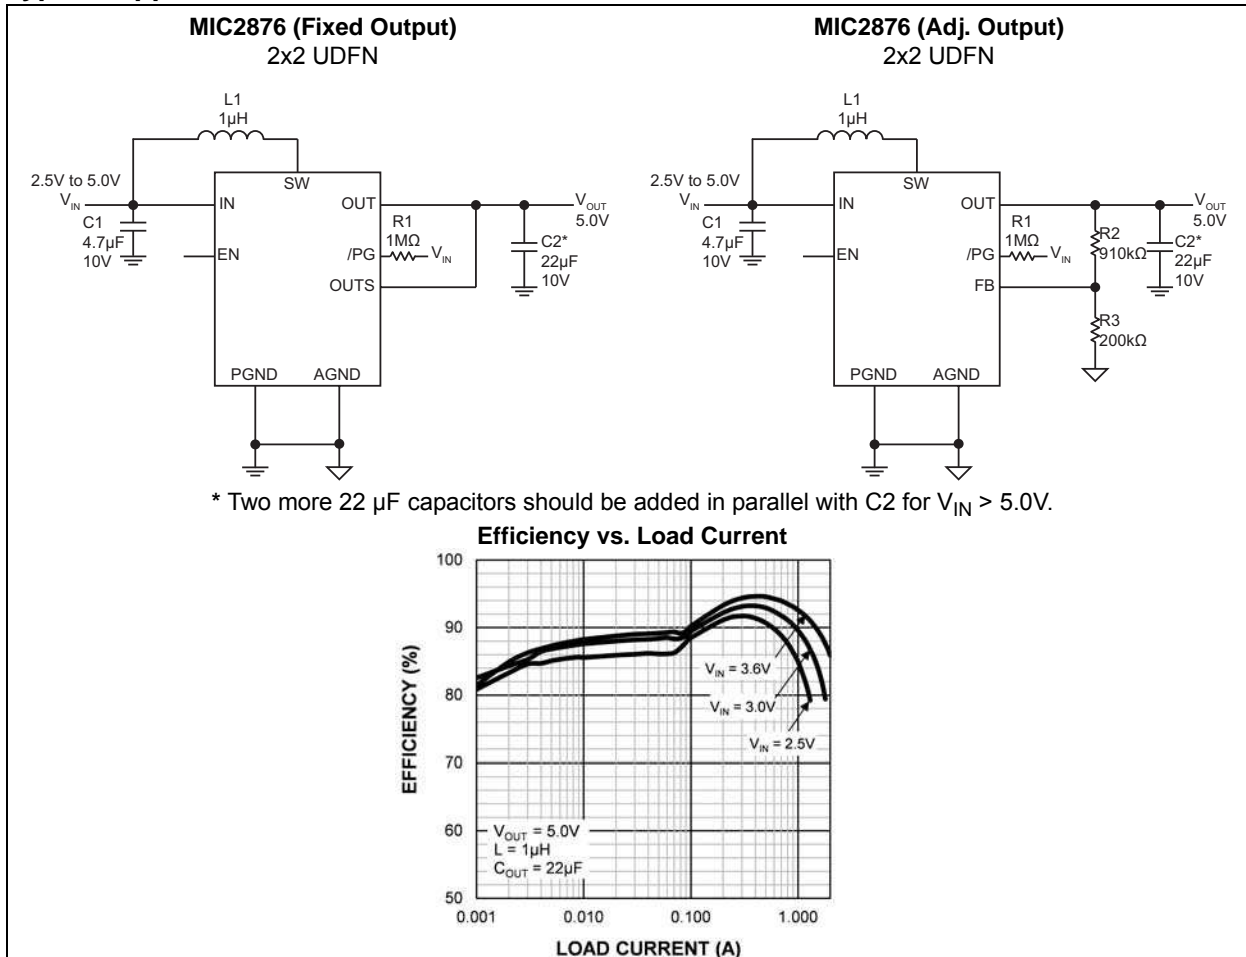 MIC2876 (Fixed Output)
2x2 UDFN
L1
1µH
2.5V to 5.0V
VIN
C1
4.7µF
10V
SW
IN
OUT
EN
/PG
OUTS
PGND
AGND
R1
1MΩ
VIN
VOUT
5.0V
C2*
22µF
10V
MIC2876 (Adj. Output)
2x2 UDFN
L1
1µH
2.5V to 5.0V
VIN
C1
4.7µF
10V
SW
IN
OUT
EN
/PG
FB
PGND
AGND
R1
1MΩ
VIN
R2
910kΩ
R3
200kΩ
VOUT
5.0V
C2*
22µF
10V
* Two more 22 µF capacitors should be added in parallel with C2 for VIN > 5.0V.
Efficiency vs. Load Current
EFFICIENCY (%)
100
90
80
70
60
50
VIN = 3.6V
VIN = 3.0V
VIN = 2.5V
VOUT = 5.0V
L = 1µH
COUT = 22µF
0.001
0.010
0.100
1.000
LOAD CURRENT (A)